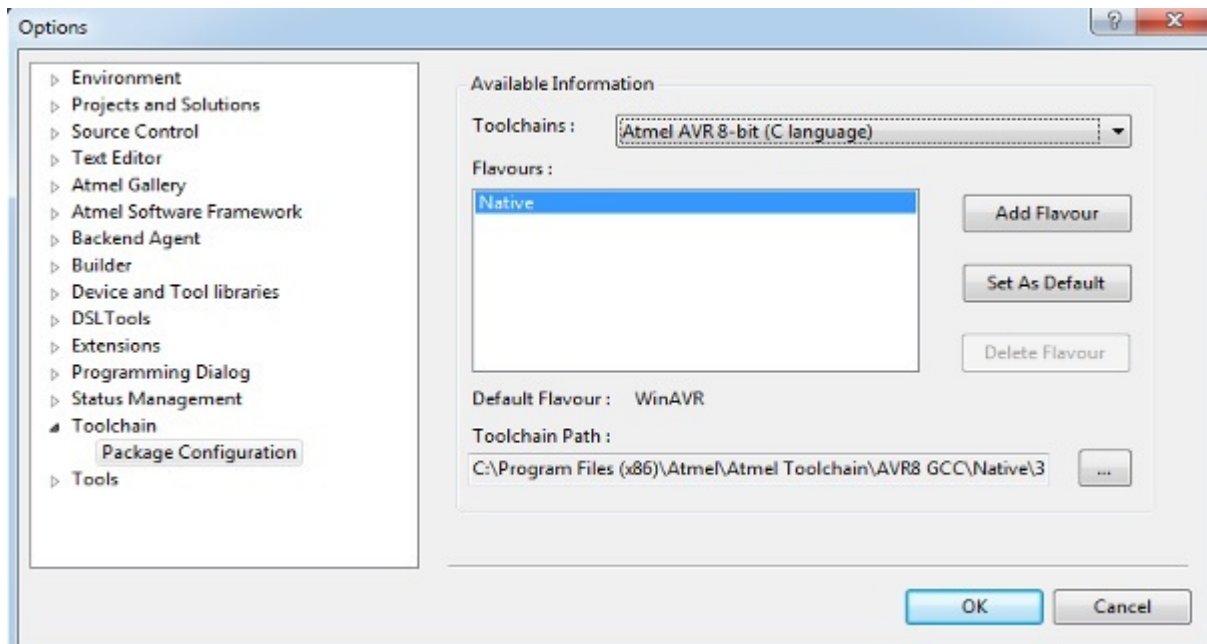 Options
Environment
Projects and Solutions
Source Control
Text Editor
Atmel Gallery
Atmel Software Framework
Backend Agent
Builder
Device and Tool libraries
DSLTools
Extensions
Programming Dialog
Status Management
Toolchain
Package Configuration
Tools
Available Information
Toolchains : Atmel AVR 8-bit (C language)
Flavours :
Native
Add Flavour
Set As Default
Delete Flavour
Default Flavour : WinAVR
Toolchain Path :
C:\Program Files (x86)\Atmel\Atmel Toolchain\AVR8 GCC\Native\3
...
OK
Cancel